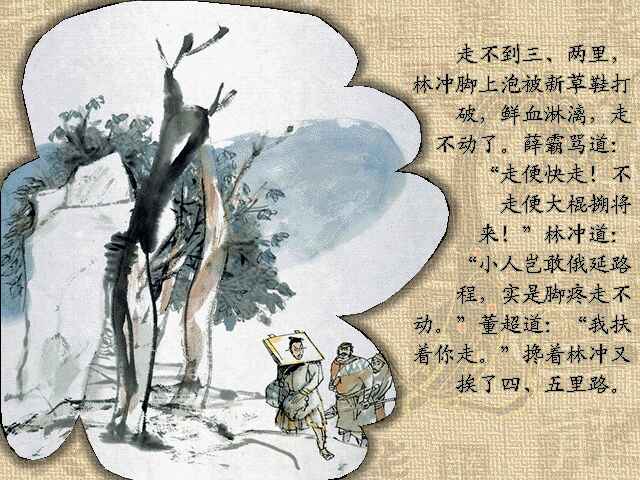 走不到三、两里，
林冲脚上泡被新草鞋打
破，鲜血淋漓，走
不动了。薛霸骂道：
“走便快走！不
走便大棍搠将
来！”林冲道：
“小人岂敢俄延路
程，实是脚疼走不
动。”董超道：“我扶
着你走。”搀着林冲又
挨了四、五里路。